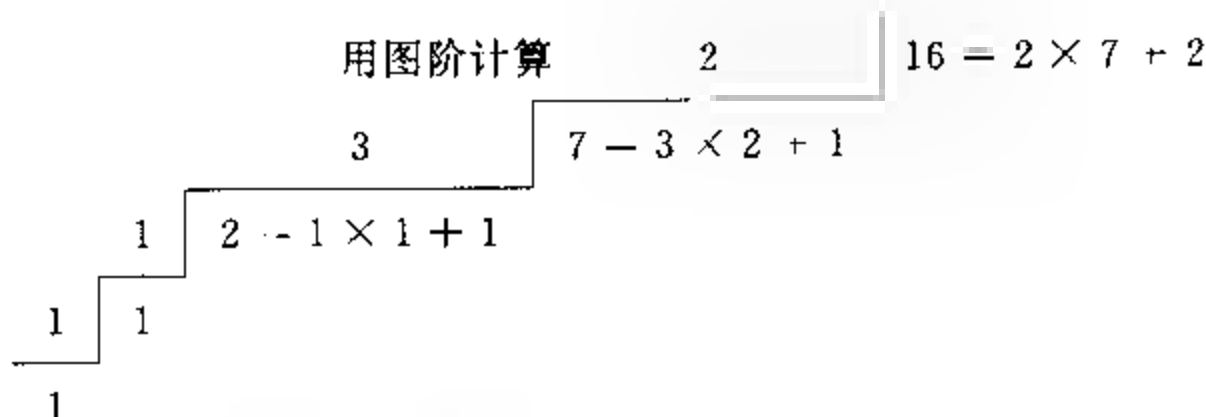 用图阶计算 2 16 = 2 × 7 + 2
3 7 - 3 × 2 + 1
1 2 - 1 × 1 + 1
1 1
1